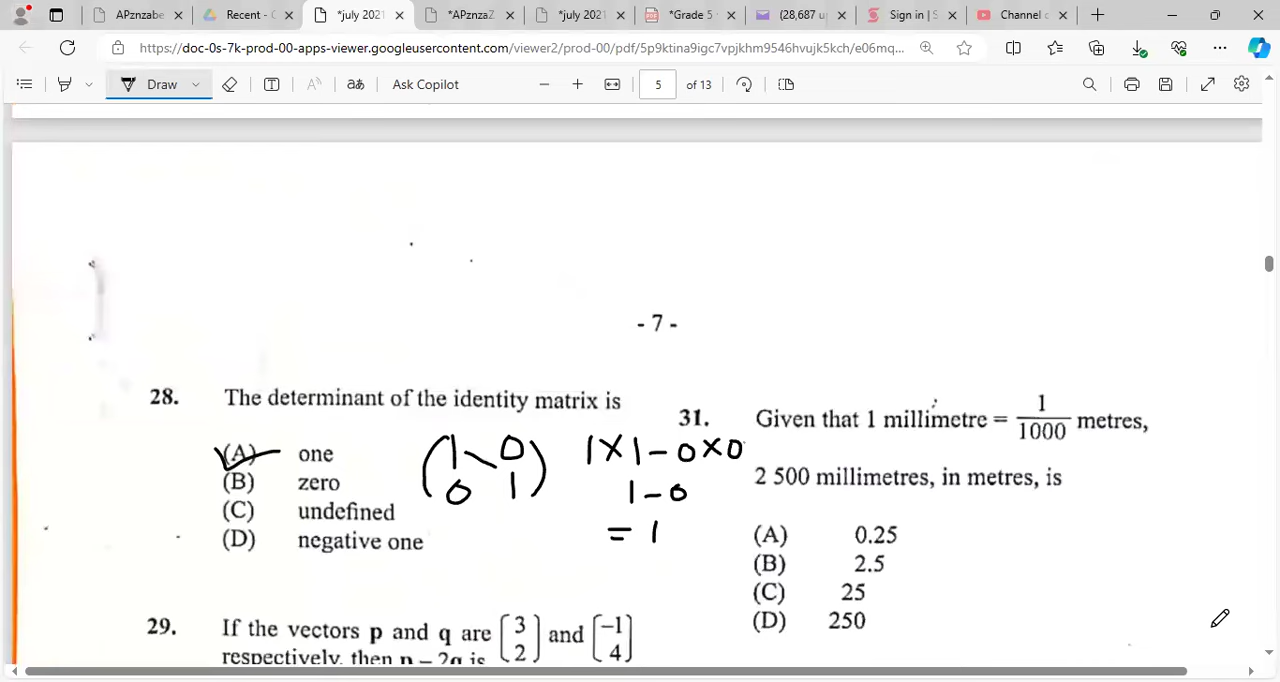 APznzabe
Recent - G
*july 2021
*APznzaZ
*july 2021
*Grade 5
(28,687 u
Sign in | S
Channel c
https://doc-0s-7k-prod-00-apps-viewer.googleusercontent.com/viewer2/prod-00/pdf/5p9ktina9igc7vpjkhm9546hvujk5kch/e06mq...
Draw
aあ
Ask Copilot
5 of 13
- 7 -
28. The determinant of the identity matrix is
(A) one
(B) zero
(C) undefined
(D) negative one
( 1 0
0 1 )
1 × 1 - 0 × 0
1 - 0
= 1
29. If the vectors p and q are [3 2] and [-1 4]
respectively, then p - 2q is
31. Given that 1 millimetre = 1/1000 metres,
2 500 millimetres, in metres, is
(A) 0.25
(B) 2.5
(C) 25
(D) 250